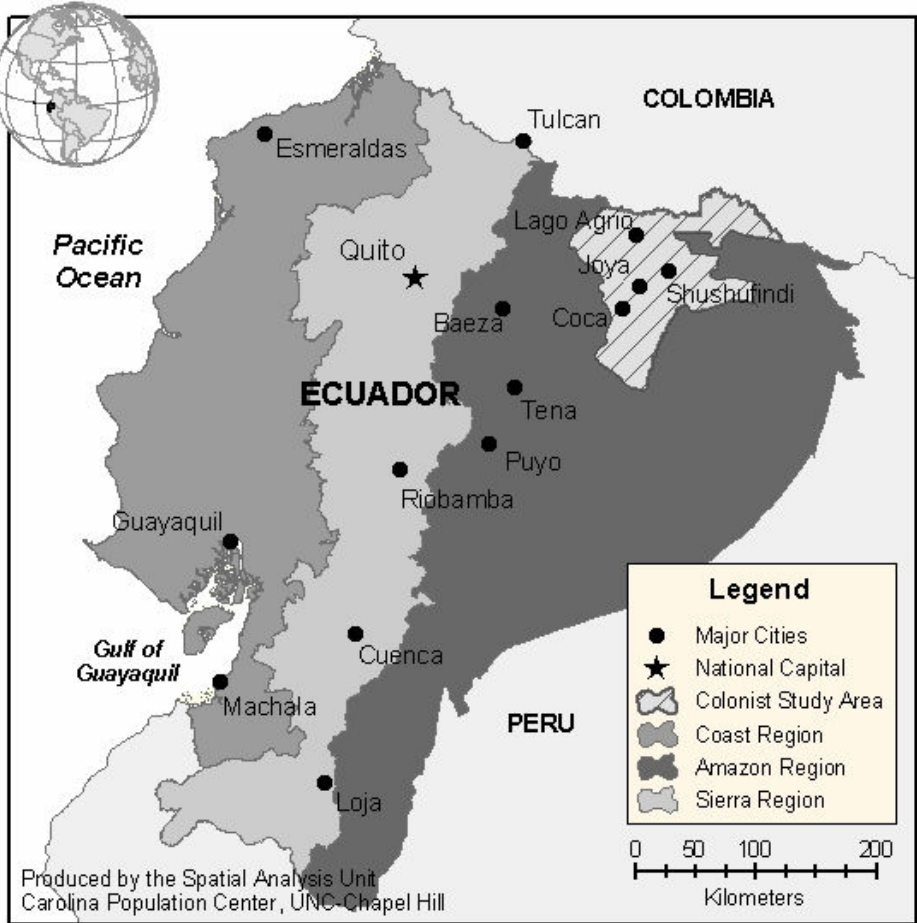 COLOMBIA
Tulcan
Esmeraldas
Lago Agrio
Pacific
Ocean
Quito
Joya
Shushufindi
Baeza
Coca
ECUADOR
Tena
Puyo
Riobamba
Guayaquil
Gulf of
Guayaquil
Cuenca
Machala
PERU
Loja
Legend
Major Cities
National Capital
Colonist Study Area
Coast Region
Amazon Region
Sierra Region
0 50 100 200
Kilometers
Produced by the Spatial Analysis Unit
Carolina Population Center, UNC-Chapel Hill